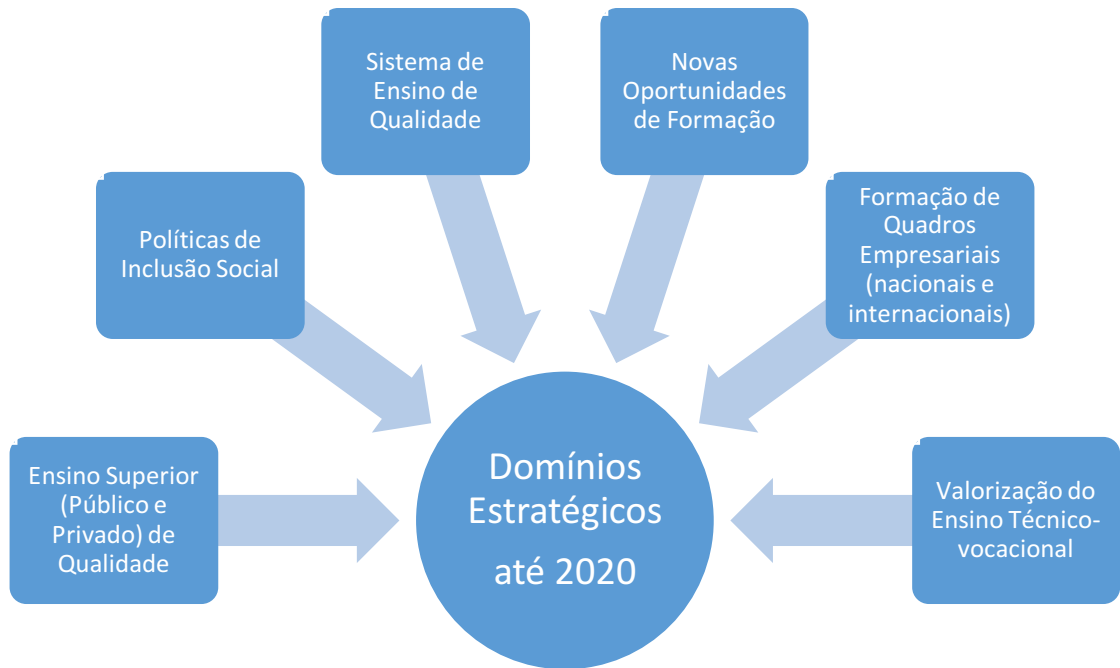 Sistema de
Ensino de
Qualidade
Novas
Oportunidades
de Formação
Políticas de
Inclusão Social
Formação de
Quadros
Empresariais
(nacionais e
internacionais)
Ensino Superior
(Público e
Privado) de
Qualidade
Domínios
Estratégicos
até 2020
Valorização do
Ensino Técnico-
vocacional